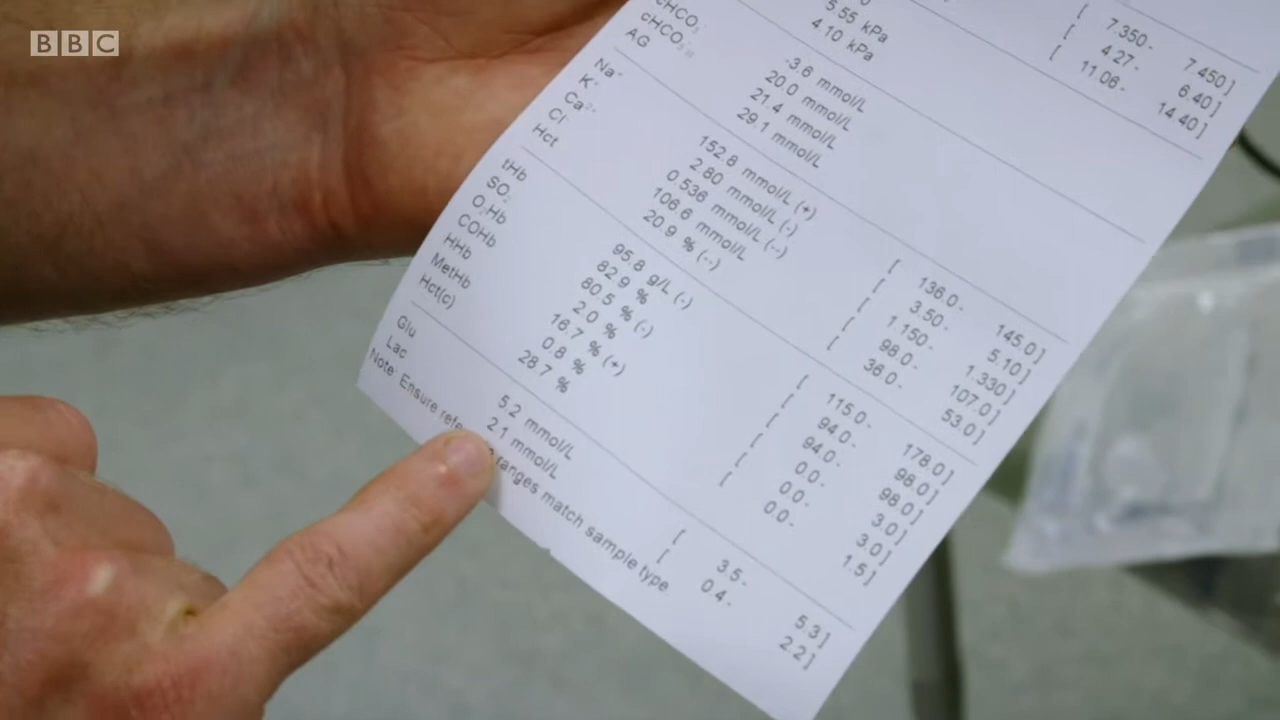 BBC
[ 7.350- 7.450]
5.55 kPa [ 4.27- 6.40]
4.10 kPa [ 11.06- 14.40]
-3.6 mmol/L
cHCO₃⁻ 20.0 mmol/L
cHCO₃⁻st 21.4 mmol/L
AG 29.1 mmol/L
Na⁺ 152.8 mmol/L (+) [ 136.0- 145.0]
K⁺ 2.80 mmol/L (-) [ 3.50- 5.10]
Ca²⁺ 0.536 mmol/L (--) [ 1.150- 1.330]
Cl⁻ 106.6 mmol/L [ 98.0- 107.0]
Hct 20.9 % (--) [ 36.0- 53.0]
tHb 95.8 g/L (-) [ 115.0- 178.0]
SO₂ 82.9 % [ 94.0- 98.0]
O₂Hb 80.5 % (-) [ 94.0- 98.0]
COHb 2.0 % [ 0.0- 3.0]
HHb 16.7 % (+) [ 0.0- 3.0]
MetHb 0.8 % [ 0.0- 1.5]
Hct(c) 28.7 %
Glu 5.2 mmol/L [ 3.5- 5.3]
Lac 2.1 mmol/L [ 0.4- 2.2]
Note: Ensure ranges match sample type